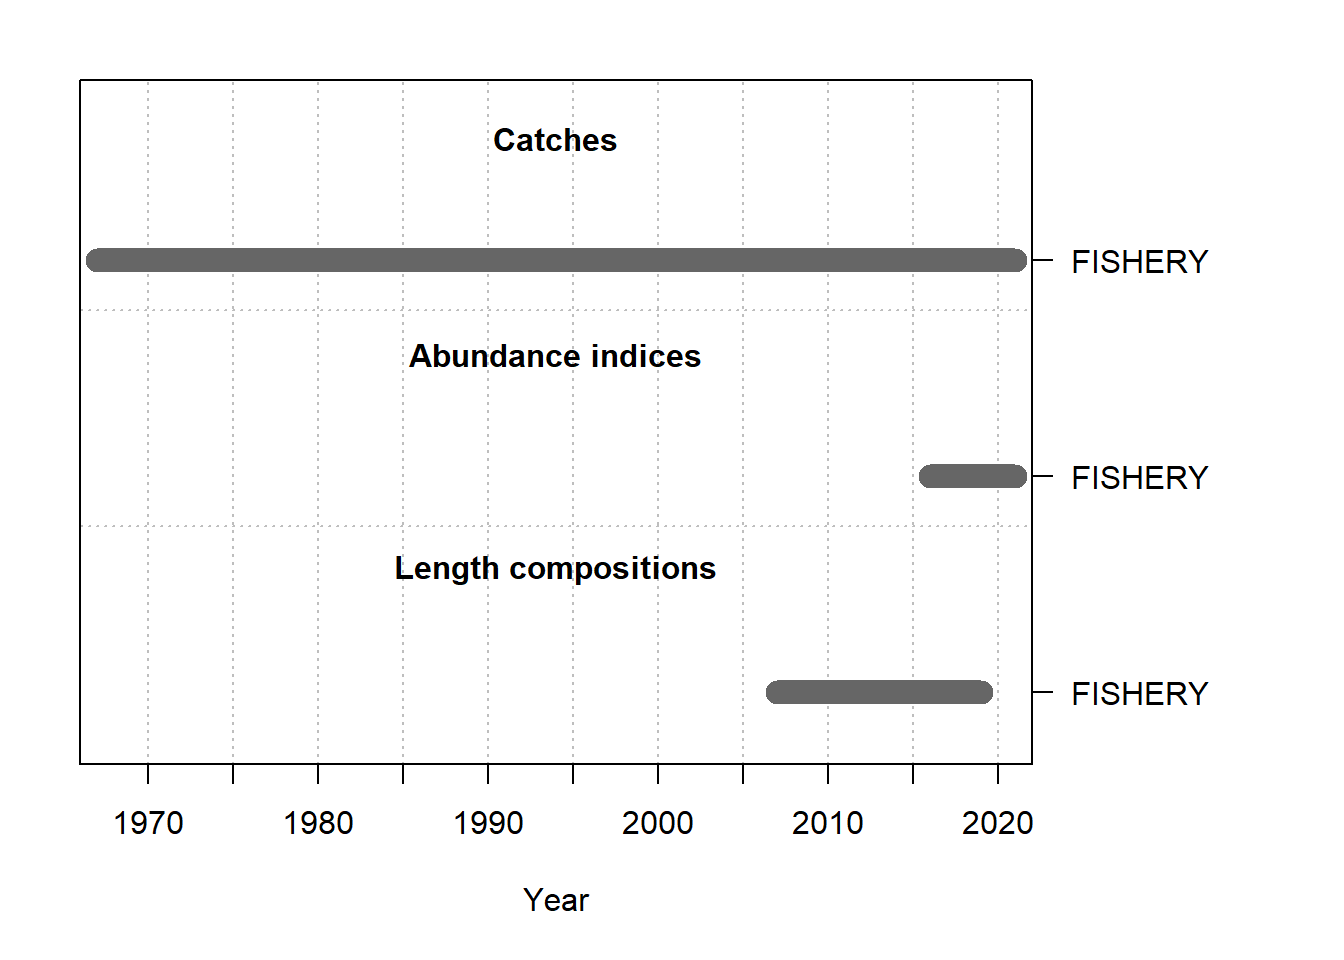 Catches
FISHERY
Abundance indices
FISHERY
Length compositions
FISHERY
1970 1980 1990 2000 2010 2020
Year